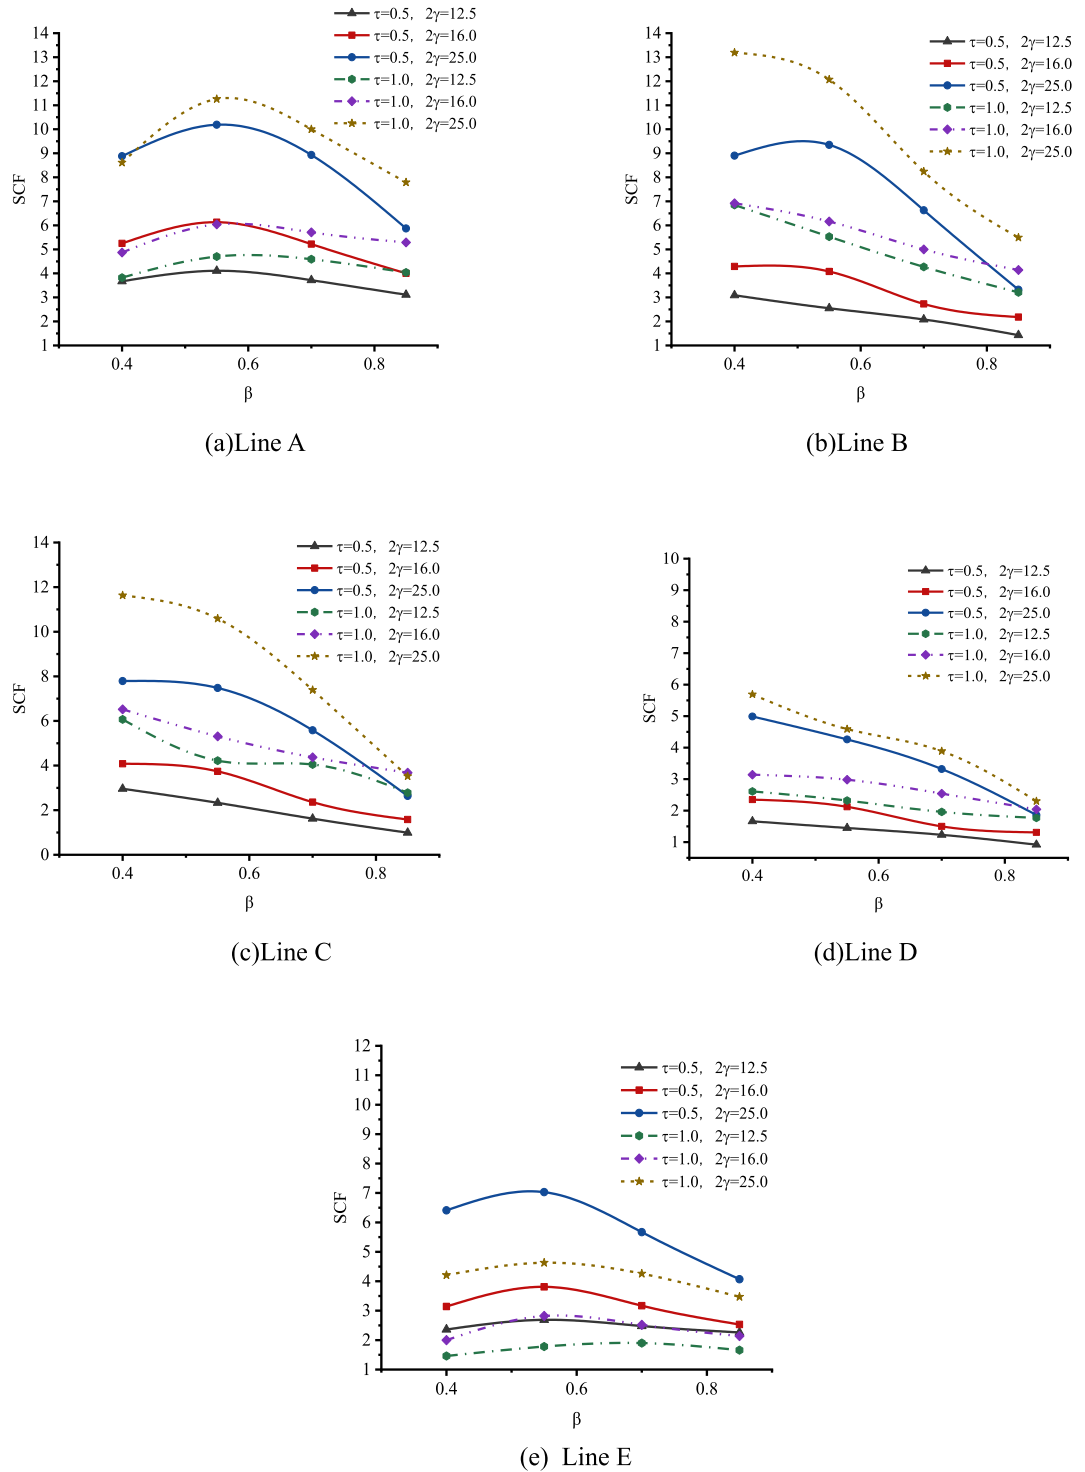 τ=0.5, 2γ=12.5
τ=0.5, 2γ=16.0
τ=0.5, 2γ=25.0
τ=1.0, 2γ=12.5
τ=1.0, 2γ=16.0
τ=1.0, 2γ=25.0
14
13
12
11
10
9
8
7
6
5
4
3
2
1
SCF
0.4 0.6 0.8
β
(a)Line A
τ=0.5, 2γ=12.5
τ=0.5, 2γ=16.0
τ=0.5, 2γ=25.0
τ=1.0, 2γ=12.5
τ=1.0, 2γ=16.0
τ=1.0, 2γ=25.0
14
13
12
11
10
9
8
7
6
5
4
3
2
1
SCF
0.4 0.6 0.8
β
(b)Line B
τ=0.5, 2γ=12.5
τ=0.5, 2γ=16.0
τ=0.5, 2γ=25.0
τ=1.0, 2γ=12.5
τ=1.0, 2γ=16.0
τ=1.0, 2γ=25.0
14
12
10
8
6
4
2
0
SCF
0.4 0.6 0.8
β
(c)Line C
τ=0.5, 2γ=12.5
τ=0.5, 2γ=16.0
τ=0.5, 2γ=25.0
τ=1.0, 2γ=12.5
τ=1.0, 2γ=16.0
τ=1.0, 2γ=25.0
10
9
8
7
6
5
4
3
2
1
SCF
0.4 0.6 0.8
β
(d)Line D
τ=0.5, 2γ=12.5
τ=0.5, 2γ=16.0
τ=0.5, 2γ=25.0
τ=1.0, 2γ=12.5
τ=1.0, 2γ=16.0
τ=1.0, 2γ=25.0
12
11
10
9
8
7
6
5
4
3
2
1
SCF
0.4 0.6 0.8
β
(e) Line E